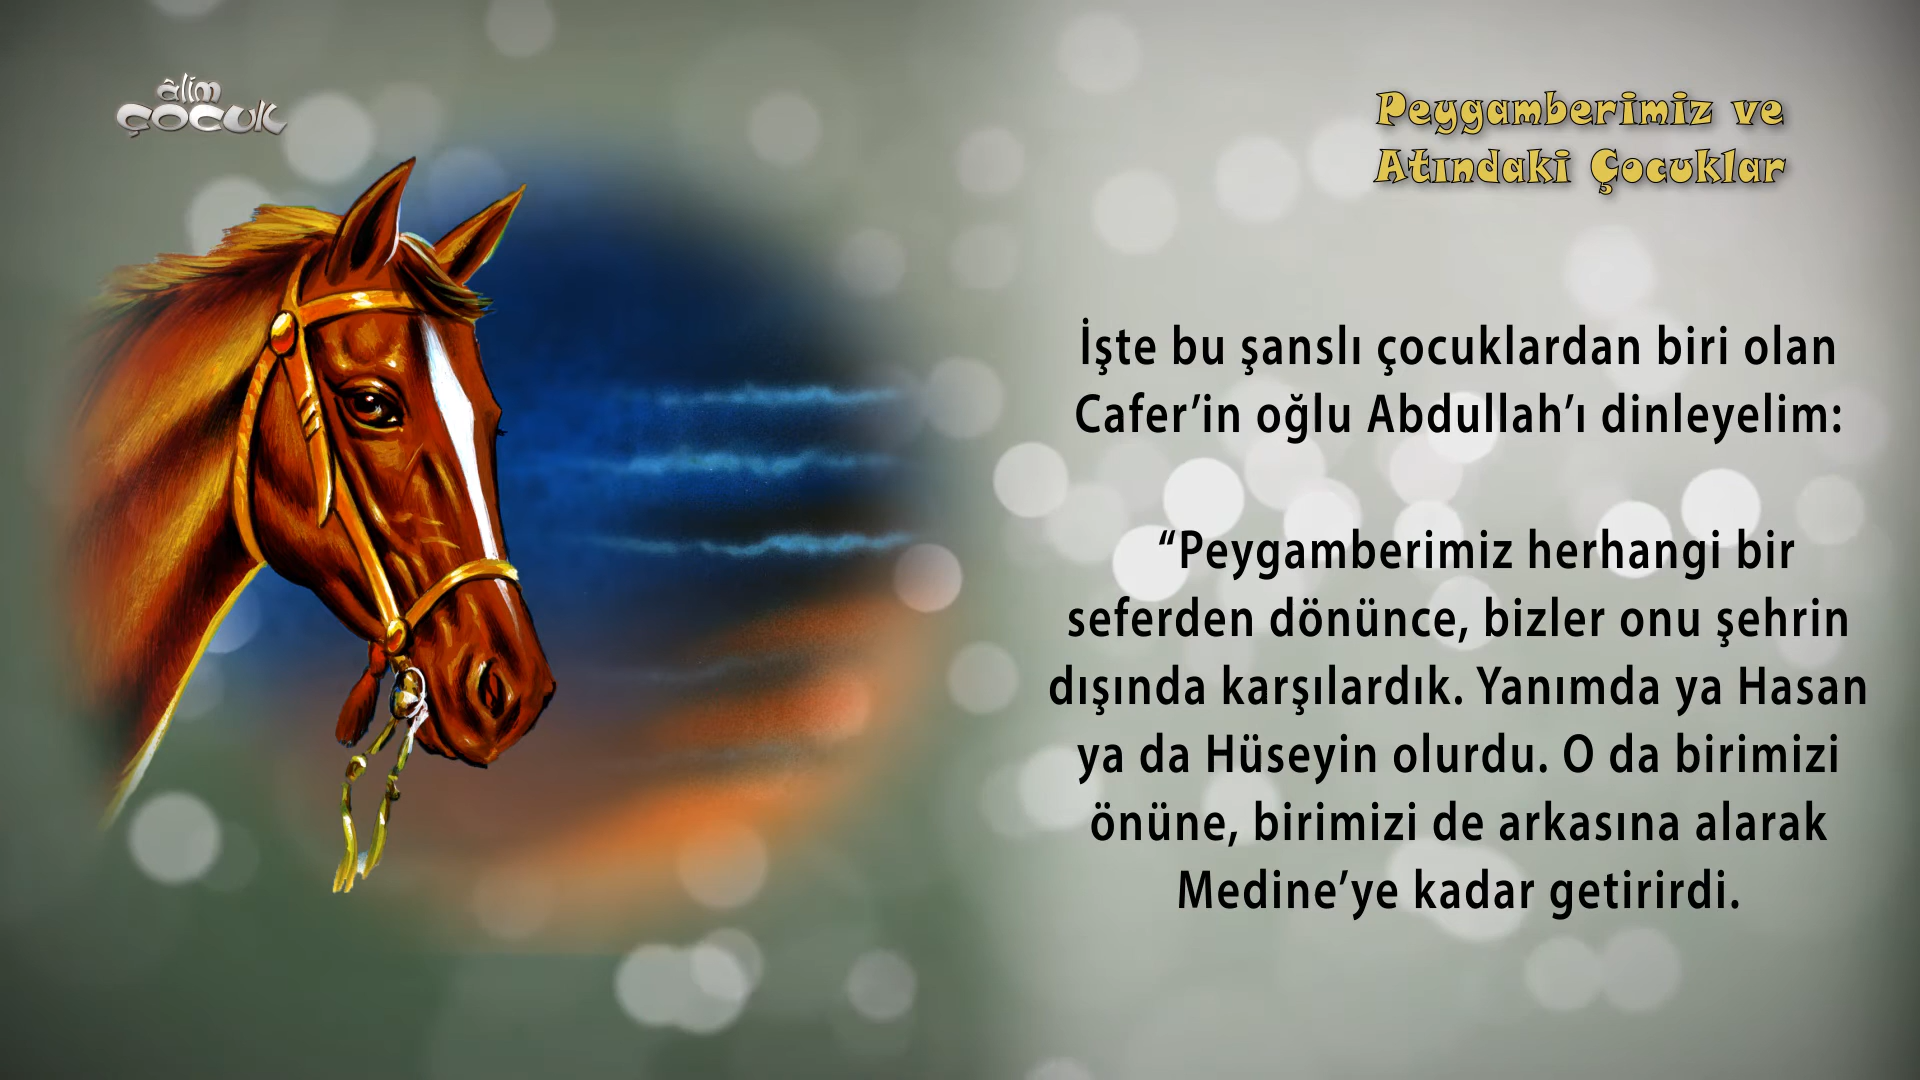 âlim
çocuk
Peygamberimiz ve
Atındaki Çocuklar
İşte bu şanslı çocuklardan biri olan
Cafer’in oğlu Abdullah’ı dinleyelim:
“Peygamberimiz herhangi bir
seferden dönünce, bizler onu şehrin
dışında karşılardık. Yanımda ya Hasan
ya da Hüseyin olurdu. O da birimizi
önüne, birimizi de arkasına alarak
Medine’ye kadar getirirdi.